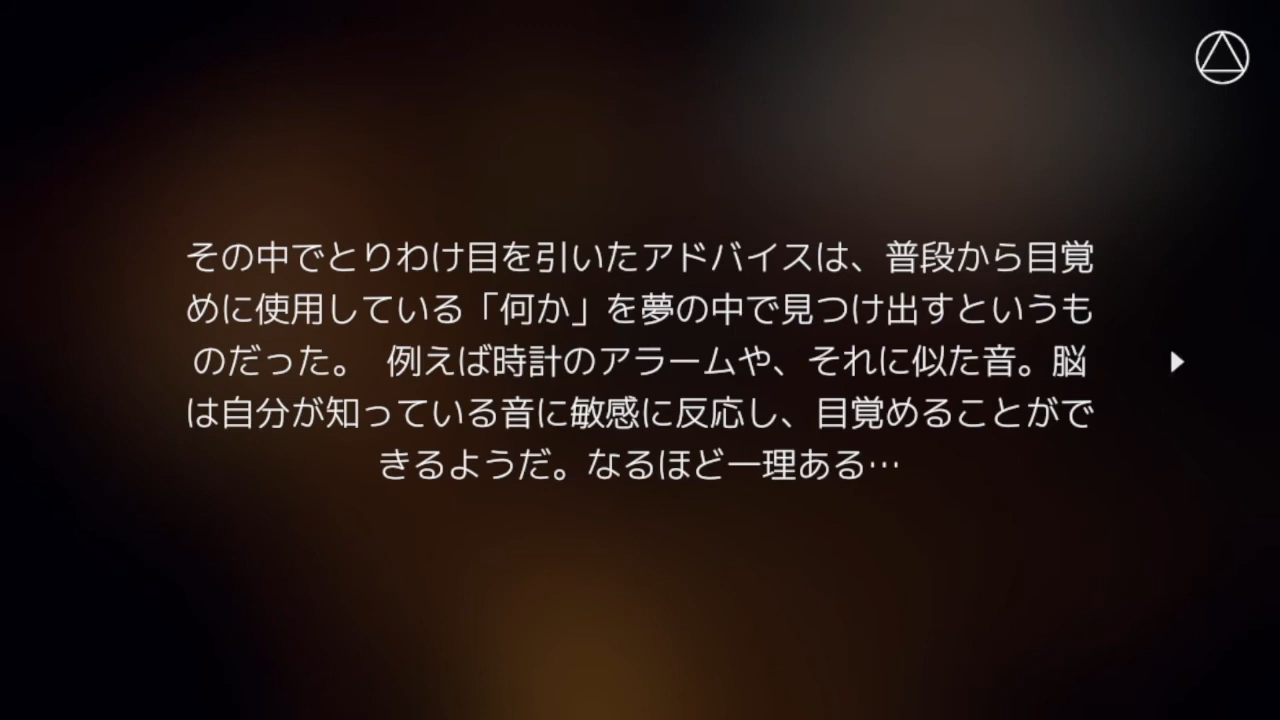 その中でとりわけ目を引いたアドバイスは、普段から目覚
めに使用している「何か」を夢の中で見つけ出すというも
のだった。 例えば時計のアラームや、それに似た音。脳
は自分が知っている音に敏感に反応し、目覚めることがで
きるようだ。なるほど一理ある…